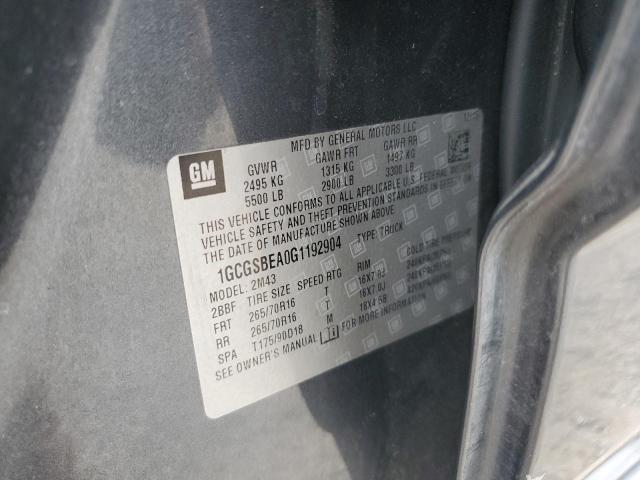 MFD BY GENERAL MOTORS LLC
GM
GVWR GAWR FRT GAWR RR
2495 KG 1315 KG 1497 KG
5500 LB 2900 LB 3300 LB
THIS VEHICLE CONFORMS TO ALL APPLICABLE U.S. FEDERAL MOTOR
VEHICLE SAFETY AND THEFT PREVENTION STANDARDS IN EFFECT ON
THE DATE OF MANUFACTURE SHOWN ABOVE
1GCGSBEA0G1192904 TYPE: TRUCK
MODEL: 2M43
2BBF TIRE SIZE SPEED RTG RIM COLD TIRE
FRT 265/70R16 T 16X7.0J
RR 265/70R16 T 16X7.0J
SPA T175/90D18 M 18X4.5B
SEE OWNER'S MANUAL FOR MORE INFORMATION